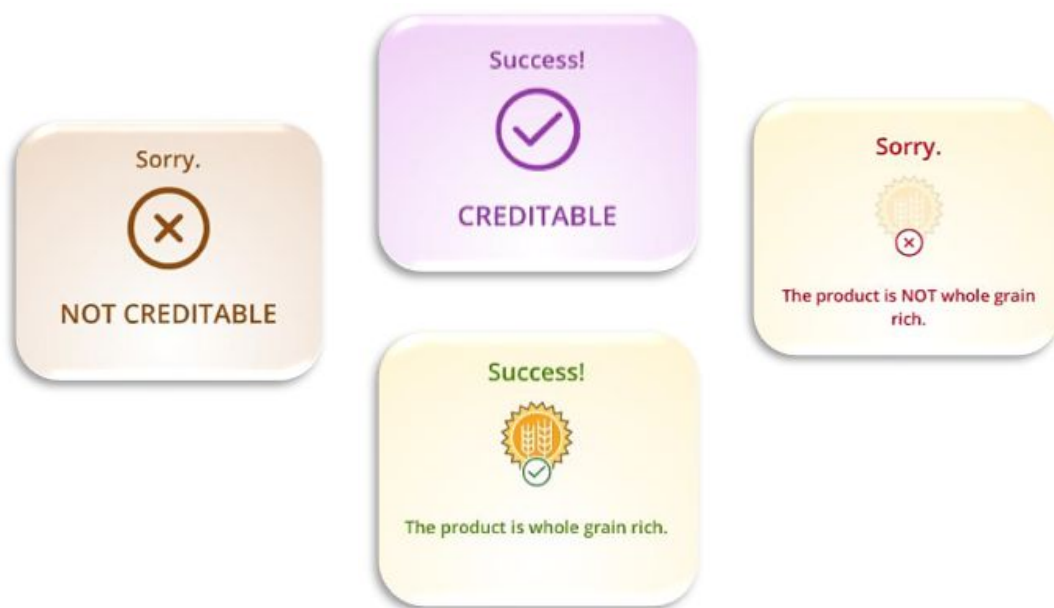 Sorry.
NOT CREDITABLE
Success!
CREDITABLE
Success!
The product is whole grain rich.
Sorry.
The product is NOT whole grain
rich.